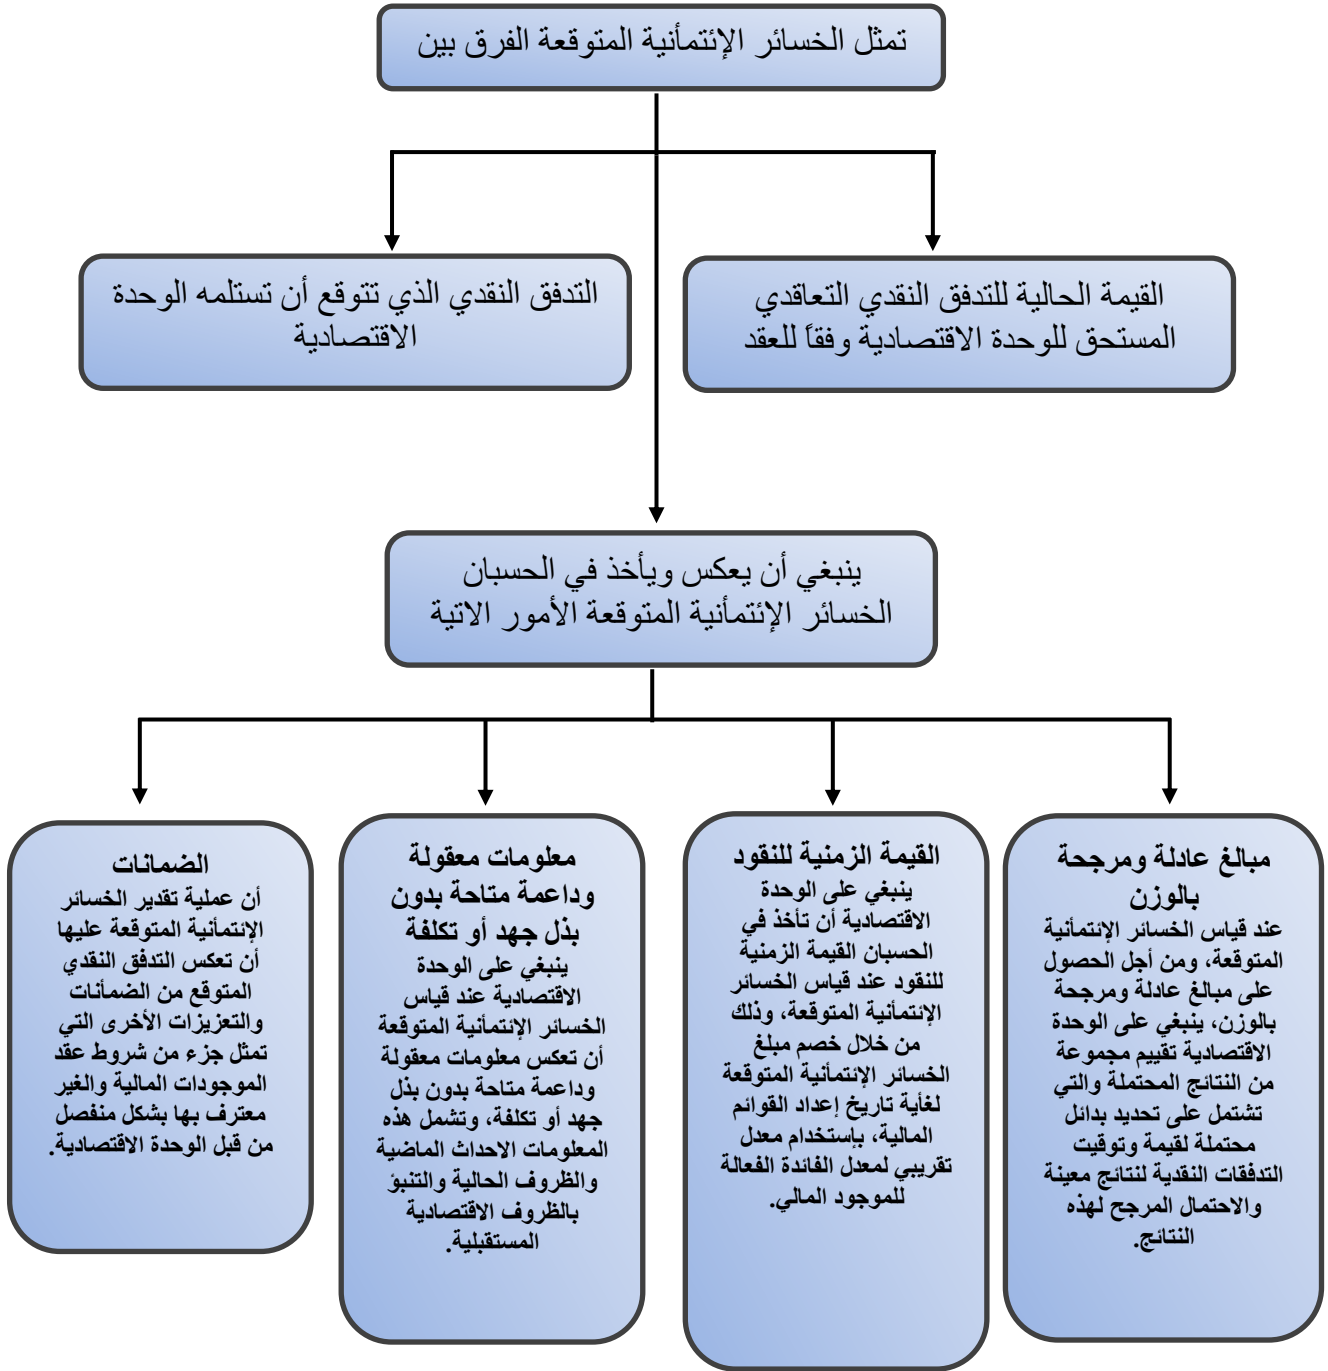 تمثل الخسائر الإئتمأنية المتوقعة الفرق بين
القيمة الحالية للتدفق النقدي التعاقدي
المستحق للوحدة الاقتصادية وفقاً للعقد
التدفق النقدي الذي تتوقع أن تستلمه الوحدة
الاقتصادية
ينبغي أن يعكس ويأخذ في الحسبان
الخسائر الإئتمأنية المتوقعة الأمور الاتية
مبالغ عادلة ومرجحة
بالوزن
عند قياس الخسائر الإئتمأنية
المتوقعة، ومن أجل الحصول
على مبالغ عادلة ومرجحة
بالوزن، ينبغي على الوحدة
الاقتصادية تقييم مجموعة
من النتائج المحتملة والتي
تشتمل على تحديد بدائل
محتملة لقيمة وتوقيت
التدفقات النقدية لنتائج معينة
والاحتمال المرجح لهذه
النتائج.
القيمة الزمنية للنقود
ينبغي على الوحدة
الاقتصادية أن تأخذ في
الحسبان القيمة الزمنية
للنقود عند قياس الخسائر
الإئتمأنية المتوقعة، وذلك
من خلال خصم مبلغ
الخسائر الإئتمأنية المتوقعة
لغأية تاريخ إعداد القوائم
المالية، بإستخدام معدل
تقريبي لمعدل الفائدة الفعالة
للموجود المالي.
معلومات معقولة
وداعمة متاحة بدون
بذل جهد أو تكلفة
ينبغي على الوحدة
الاقتصادية عند قياس
الخسائر الإئتمأنية المتوقعة
أن تعكس معلومات معقولة
وداعمة متاحة بدون بذل
جهد أو تكلفة، وتشمل هذه
المعلومات الاحداث الماضية
والظروف الحالية والتنبؤ
بالظروف الاقتصادية
المستقبلية.
الضمانات
أن عملية تقدير الخسائر
الإئتمأنية المتوقعة عليها
أن تعكس التدفق النقدي
المتوقع من الضمأنات
والتعزيزات الأخرى التي
تمثل جزء من شروط عقد
الموجودات المالية والغير
معترف بها بشكل منفصل
من قبل الوحدة الاقتصادية.